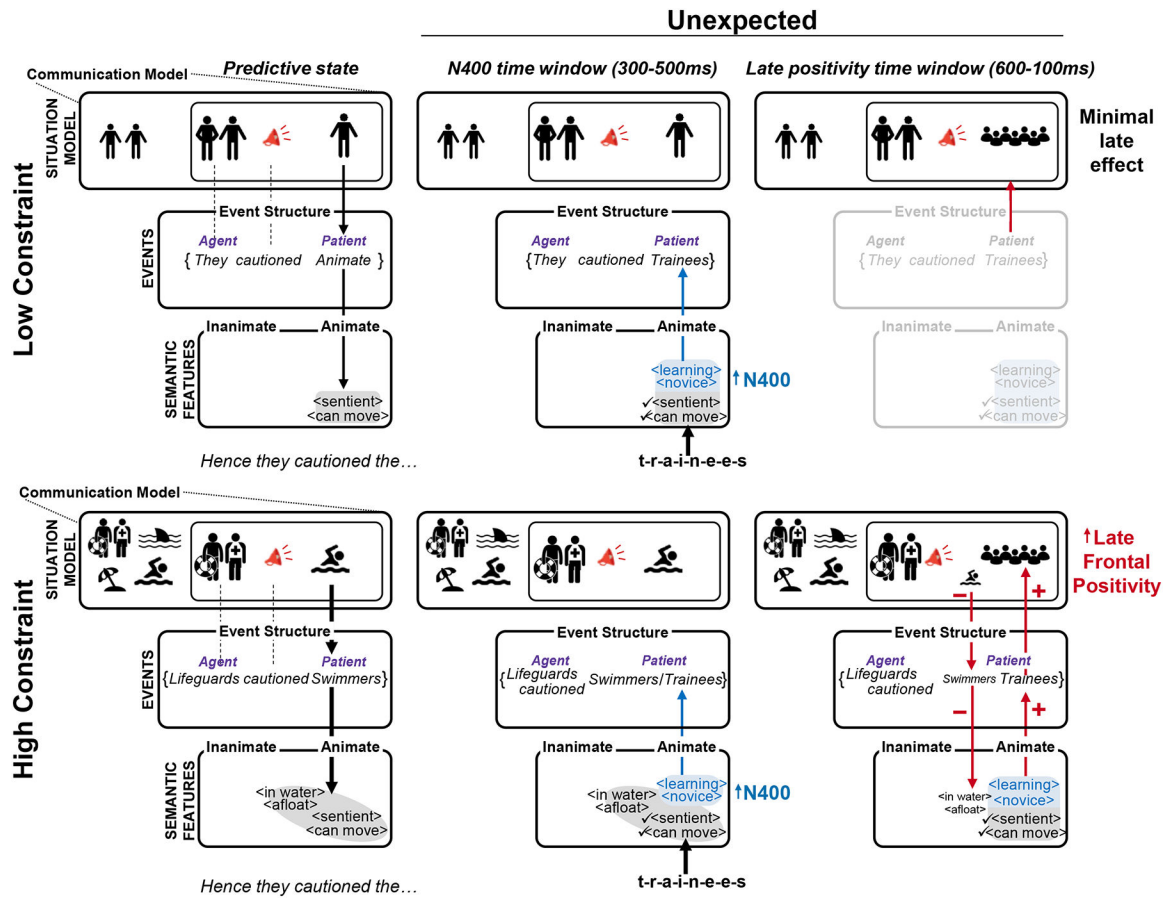 Unexpected
Communication Model
Predictive state
N400 time window (300-500ms)
Late positivity time window (600-100ms)
Low Constraint
SITUATION
MODEL
Minimal
late
effect
EVENTS
Event Structure
Agent
Patient
{ They cautioned Animate }
Event Structure
Agent
Patient
{They cautioned Trainees}
Event Structure
Agent
Patient
{ They cautioned Trainees}
SEMANTIC
FEATURES
Inanimate
Animate
<sentient>
<can move>
Inanimate
Animate
<learning>
<novice>
✓<sentient>
✓<can move>
↑N400
Inanimate
Animate
<learning>
<novice>
✓<sentient>
✓<can move>
Hence they cautioned the…
t-r-a-i-n-e-e-s
High Constraint
Communication Model
SITUATION
MODEL
↑Late
Frontal
Positivity
– +
EVENTS
Event Structure
Agent
Patient
{Lifeguards cautioned Swimmers}
Event Structure
Agent
Patient
{Lifeguards
cautioned
Swimmers/Trainees}
Event Structure
Agent
Patient
{Lifeguards
cautioned
Swimmers Trainees}
– +
SEMANTIC
FEATURES
Inanimate
Animate
<in water>
<afloat>
<sentient>
<can move>
Inanimate
Animate
<learning>
<in water>
<novice>
<afloat>
✓<sentient>
✓<can move>
↑N400
Inanimate
Animate
<learning>
<in water>
<novice>
<afloat>
✓<sentient>
✓<can move>
Hence they cautioned the…
t-r-a-i-n-e-e-s